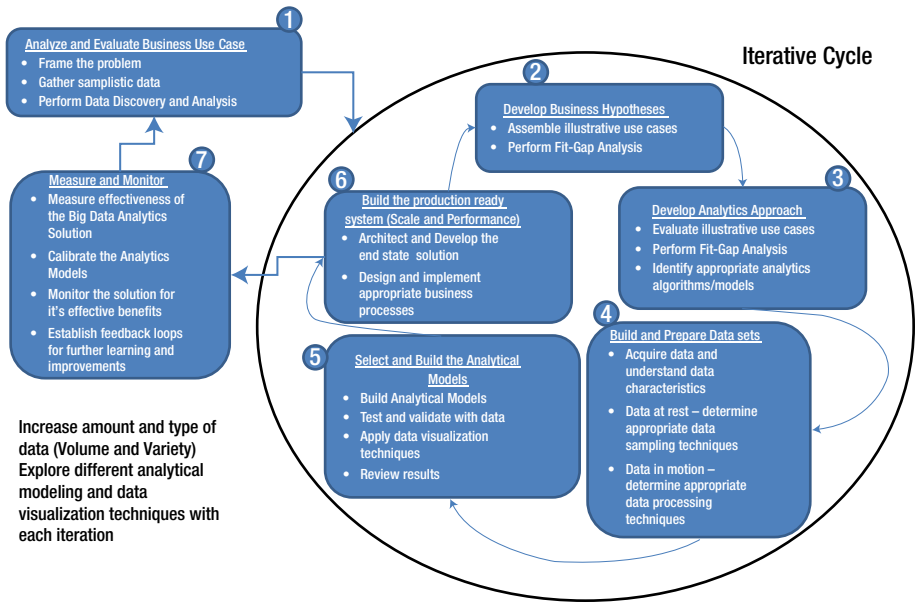 1
Analyze and Evaluate Business Use Case
• Frame the problem
• Gather samplistic data
• Perform Data Discovery and Analysis
Iterative Cycle
2
Develop Business Hypotheses
• Assemble illustrative use cases
• Perform Fit-Gap Analysis
3
Develop Analytics Approach
• Evaluate illustrative use cases
• Perform Fit-Gap Analysis
• Identify appropriate analytics
algorithms/models
4
Build and Prepare Data sets
• Acquire data and
understand data
characteristics
• Data at rest – determine
appropriate data
sampling techniques
• Data in motion –
determine appropriate
data processing
techniques
5
Select and Build the Analytical
Models
• Build Analytical Models
• Test and validate with data
• Apply data visualization
techniques
• Review results
6
Build the production ready
system (Scale and Performance)
• Architect and Develop the
end state solution
• Design and implement
appropriate business
processes
7
Measure and Monitor
• Measure effectiveness of
the Big Data Analytics
Solution
• Calibrate the Analytics
Models
• Monitor the solution for
it's effective benefits
• Establish feedback loops
for further learning and
improvements
Increase amount and type of
data (Volume and Variety)
Explore different analytical
modeling and data
visualization techniques with
each iteration